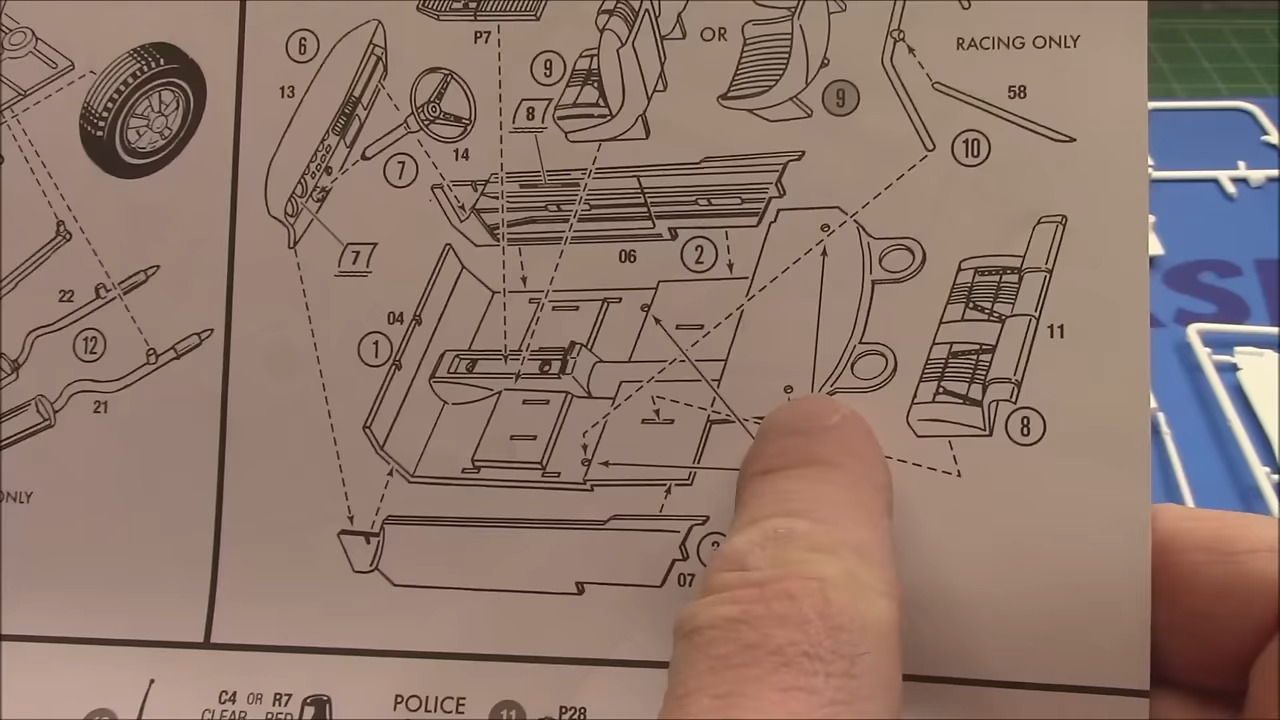 6
P7
9
OR
9
RACING ONLY
13
8
58
14
7
10
7
06
2
22
04
11
12
1
21
8
ONLY
07
C4 OR R7
CLEAR RED
POLICE
11
P28